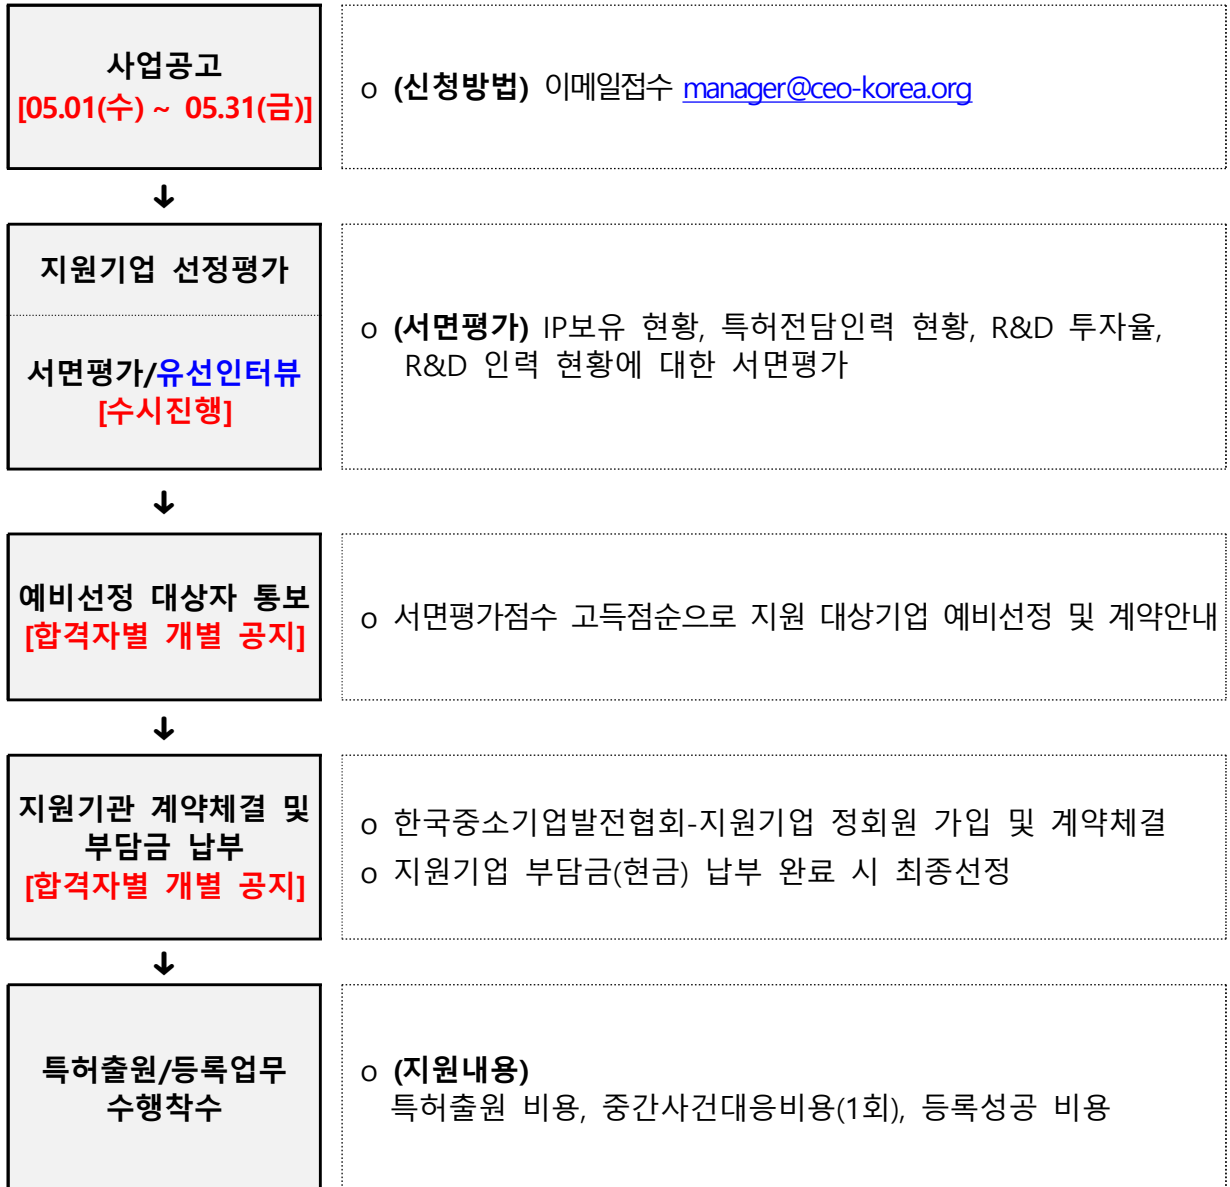 사업공고
[05.01(수) ~ 05.31(금)]
o (신청방법) 이메일접수 manager@ceo-korea.org
↓
지원기업 선정평가
서면평가/유선인터뷰
[수시진행]
o (서면평가) IP보유 현황, 특허전담인력 현황, R&D 투자율,
R&D 인력 현황에 대한 서면평가
↓
예비선정 대상자 통보
[합격자별 개별 공지]
o 서면평가점수 고득점순으로 지원 대상기업 예비선정 및 계약안내
↓
지원기관 계약체결 및
부담금 납부
[합격자별 개별 공지]
o 한국중소기업발전협회-지원기업 정회원 가입 및 계약체결
o 지원기업 부담금(현금) 납부 완료 시 최종선정
↓
특허출원/등록업무
수행착수
o (지원내용)
특허출원 비용, 중간사건대응비용(1회), 등록성공 비용